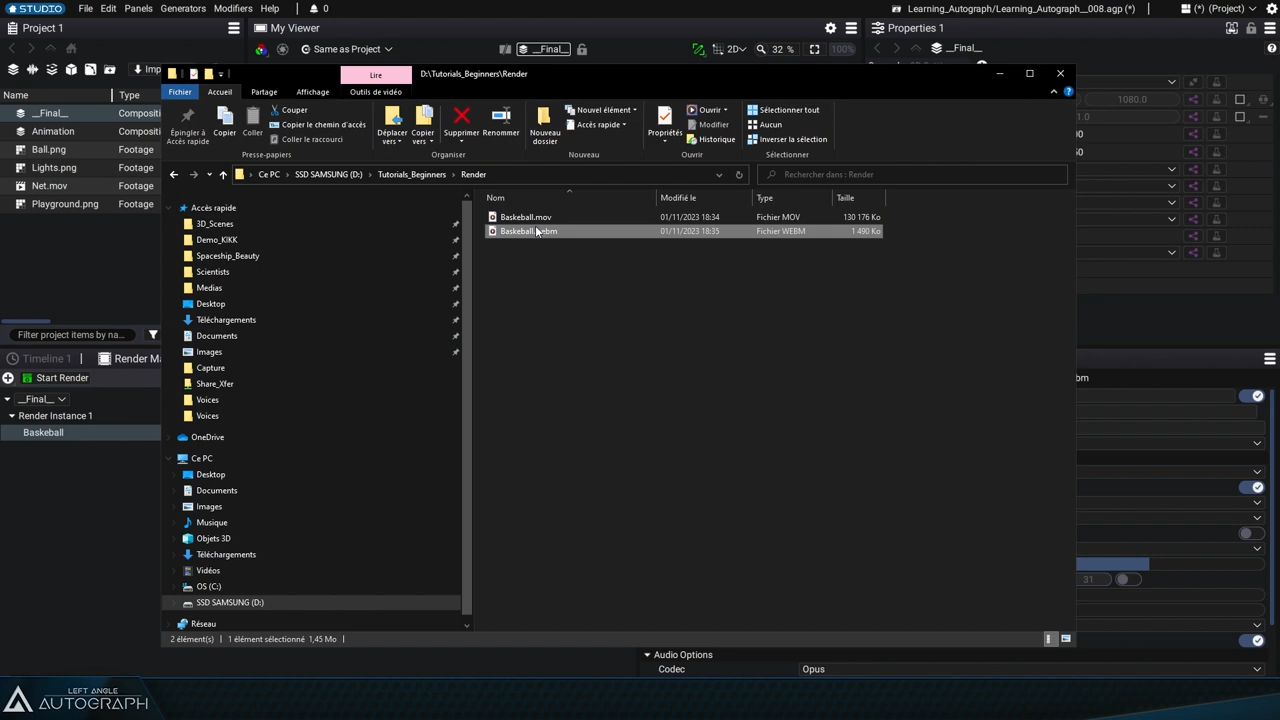 STUDIO File Edit Panels Generators Modifiers Help 0 Learning_Autograph/Learning_Autograph__008.agp (*) (*) (Project)
Project 1 My Viewer Properties 1
Same as Project __Final__ 2D 32 % 100% __Final__
Lire D:\Tutorials_Beginners\Render
Fichier Accueil Partage Affichage Outils de vidéo
Épingler à Accès rapide
Copier
Coller
Couper
Copier le chemin d'accès
Coller le raccourci
Presse-papiers
Déplacer vers
Copier vers
Supprimer
Renommer
Organiser
Nouveau dossier
Nouvel élément
Accès rapide
Nouveau
Propriétés
Ouvrir
Modifier
Historique
Ouvrir
Sélectionner tout
Aucun
Inverser la sélection
Sélectionner
Ce PC SSD SAMSUNG (D:) Tutorials_Beginners Render Rechercher dans : Render
Nom Modifié le Type Taille
Baskeball.mov 01/11/2023 18:34 Fichier MOV 130 176 Ko
01/11/2023 18:35 Fichier WEBM 1 490 Ko
Accès rapide
3D_Scenes
Demo_KIKK
Spaceship_Beauty
Scientists
Medias
Desktop
Téléchargements
Documents
Images
Capture
Share_Xfer
Voices
Voices
OneDrive
Ce PC
Desktop
Documents
Images
Musique
Objets 3D
Téléchargements
Vidéos
OS (C:)
SSD SAMSUNG (D:)
Réseau
2 élément(s) 1 élément sélectionné 1,45 Mo
Name Type
__Final__ Compositi
Animation Compositi
Ball.png Footage
Lights.png Footage
Net.mov Footage
Playground.png Footage
Filter project items by na...
Timeline 1 Render Ma
Start Render
__Final__
Render Instance 1
Baskeball
1080.0
31
Audio Options
Codec Opus
LEFT ANGLE
AUTOGRAPH